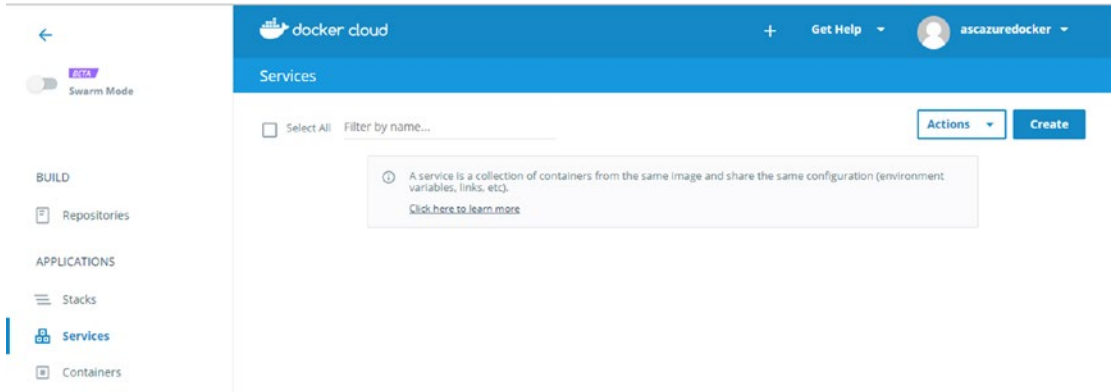 docker cloud
Get Help
ascazuredocker
BETA
Swarm Mode
Services
Select All
Filter by name...
Actions
Create
A service is a collection of containers from the same image and share the same configuration (environment
variables, links, etc).
Click here to learn more
BUILD
Repositories
APPLICATIONS
Stacks
Services
Containers